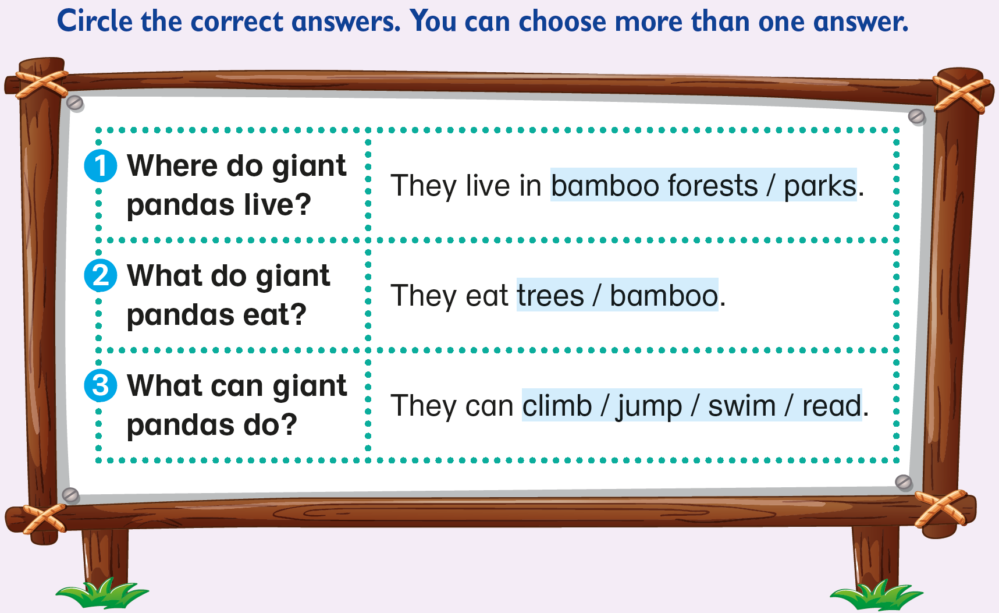 Circle the correct answers. You can choose more than one answer.
1 Where do giant
pandas live?
They live in bamboo forests / parks.
2 What do giant
pandas eat?
They eat trees / bamboo.
3 What can giant
pandas do?
They can climb / jump / swim / read.